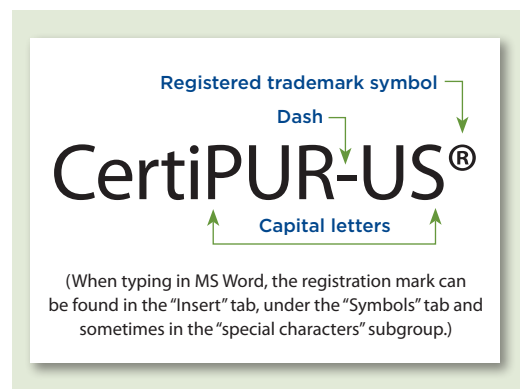 Registered trademark symbol
Dash
CertiPUR-US®
Capital letters
(When typing in MS Word, the registration mark can
be found in the “Insert” tab, under the “Symbols” tab and
sometimes in the “special characters” subgroup.)